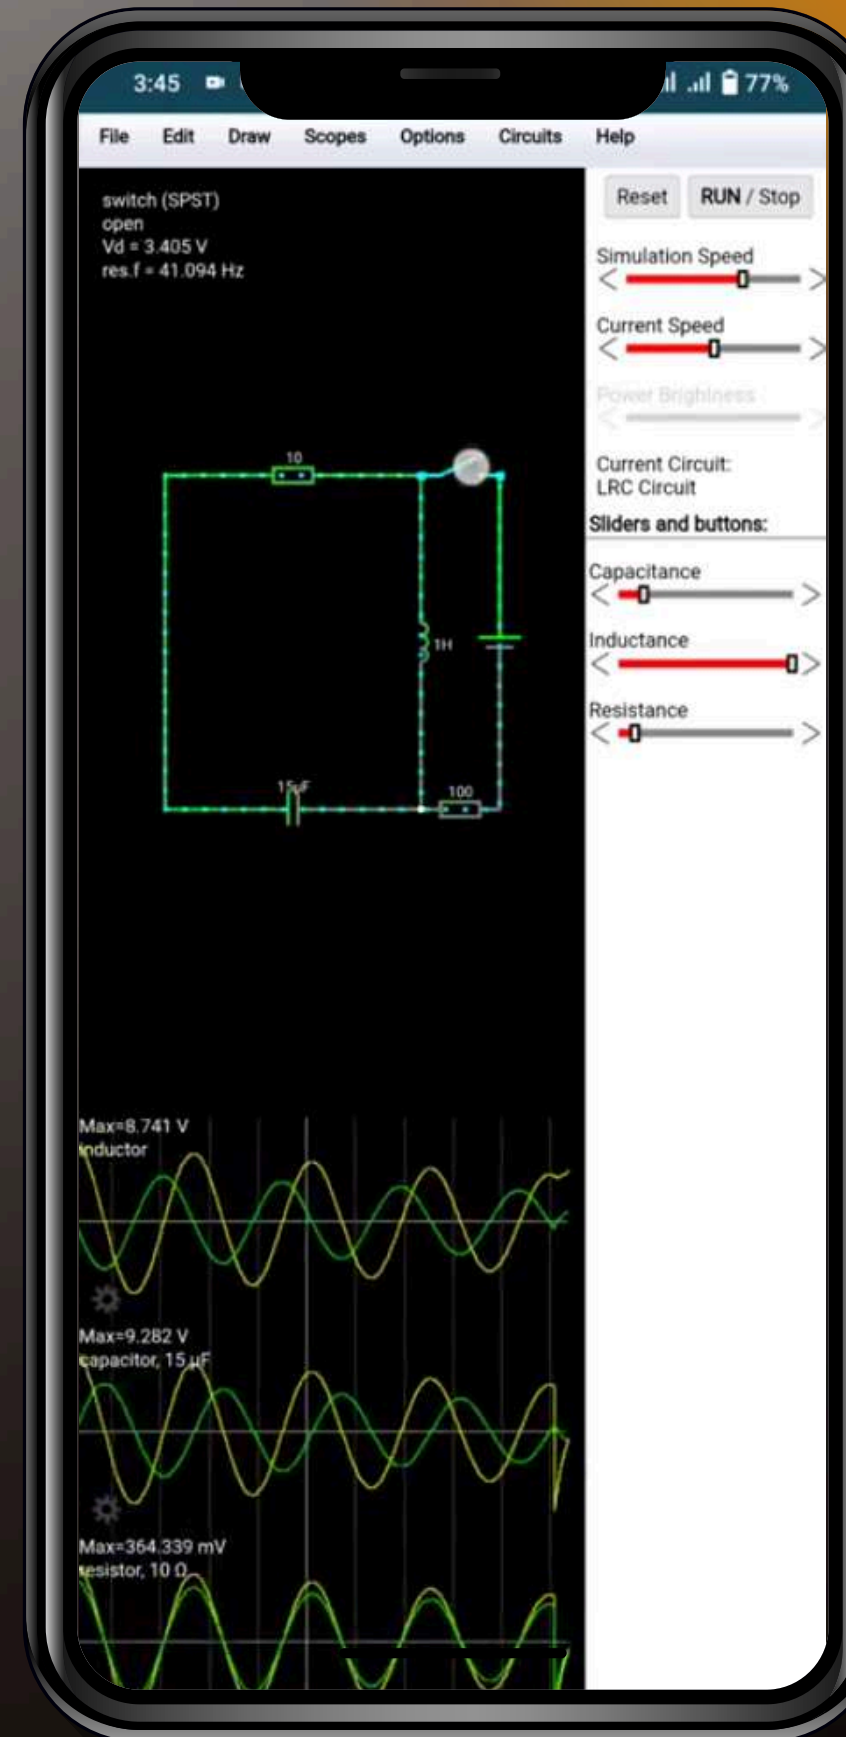 3:45
77%
File Edit Draw Scopes Options Circuits Help
switch (SPST)
open
Vd = 3.405 V
res.f = 41.094 Hz
Reset
RUN / Stop
Simulation Speed
Current Speed
Power Brightness
Current Circuit:
LRC Circuit
Sliders and buttons:
Capacitance
Inductance
Resistance
10
1H
15µF
100
Max=8.741 V
inductor
Max=9.282 V
capacitor, 15 µF
Max=364.339 mV
resistor, 10 Ω